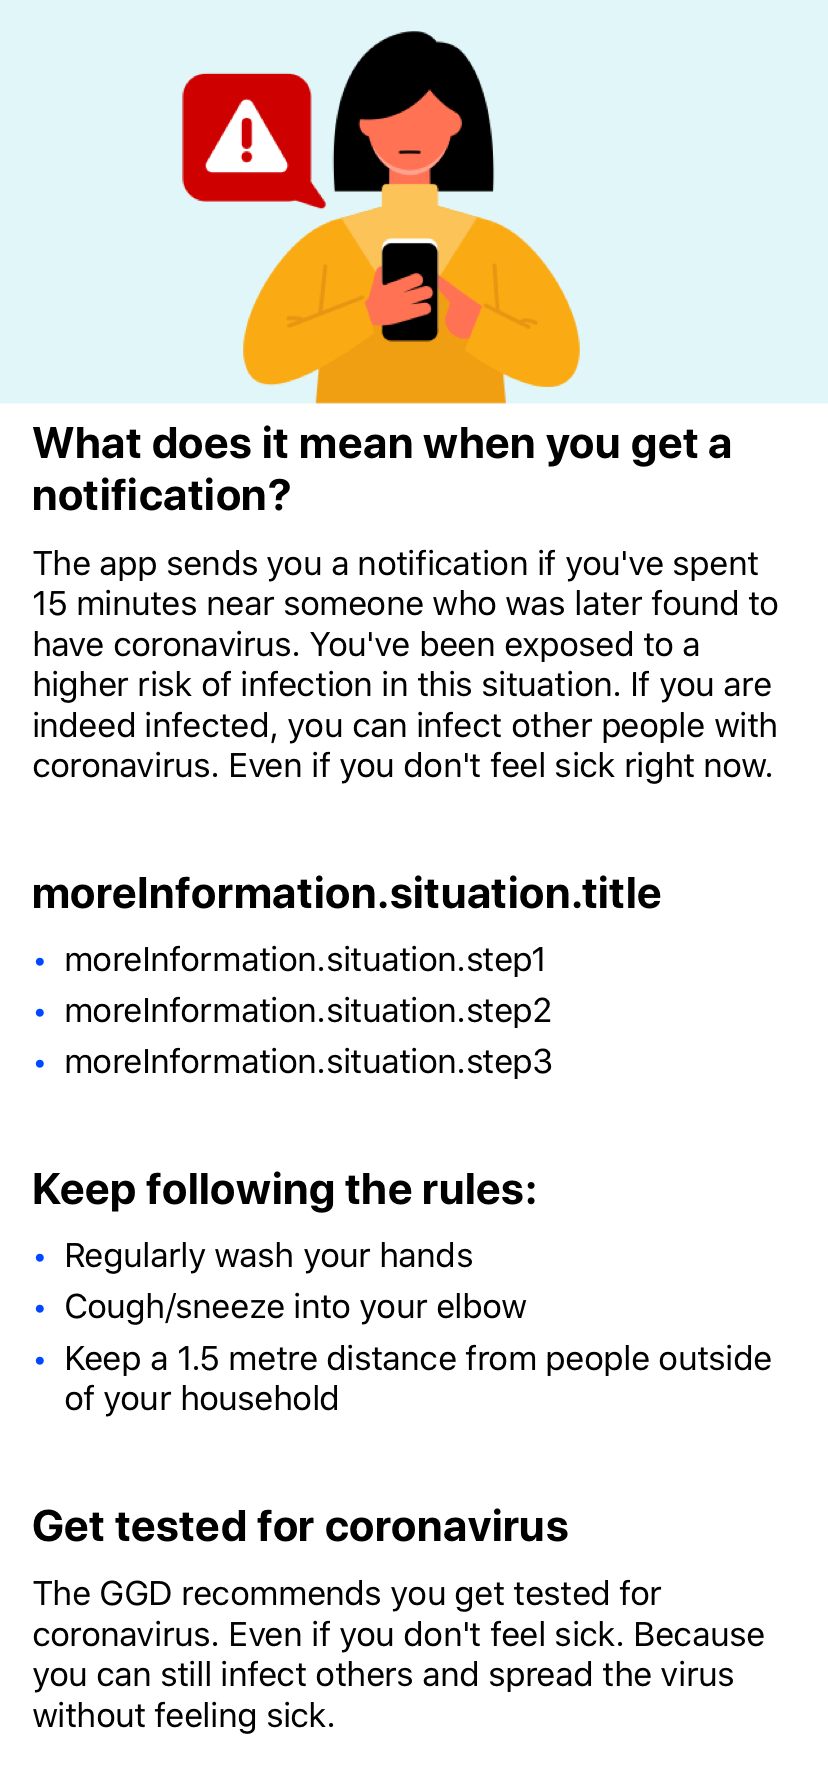 What does it mean when you get a
notification?
The app sends you a notification if you've spent
15 minutes near someone who was later found to
have coronavirus. You've been exposed to a
higher risk of infection in this situation. If you are
indeed infected, you can infect other people with
coronavirus. Even if you don't feel sick right now.
moreInformation.situation.title
• moreInformation.situation.step1
• moreInformation.situation.step2
• moreInformation.situation.step3
Keep following the rules:
• Regularly wash your hands
• Cough/sneeze into your elbow
• Keep a 1.5 metre distance from people outside
of your household
Get tested for coronavirus
The GGD recommends you get tested for
coronavirus. Even if you don't feel sick. Because
you can still infect others and spread the virus
without feeling sick.